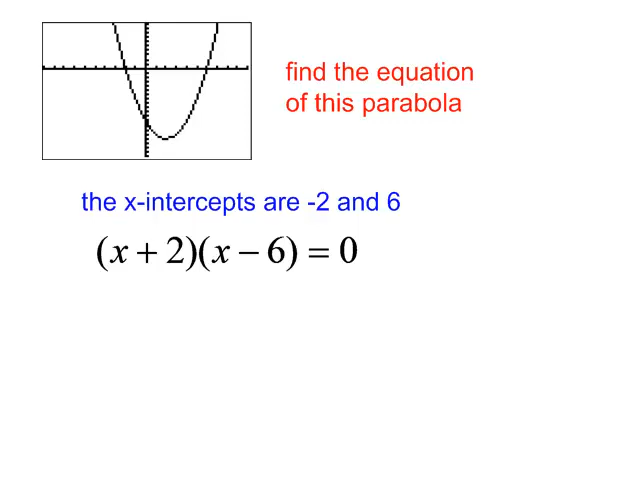 find the equation
of this parabola
the x-intercepts are -2 and 6
(x + 2)(x − 6) = 0